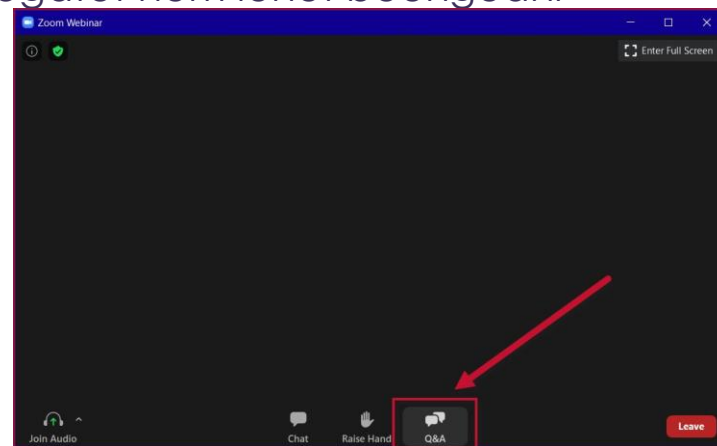 Zoom Webinar
Enter Full Screen
Join Audio
Chat
Raise Hand
Q&A
Leave